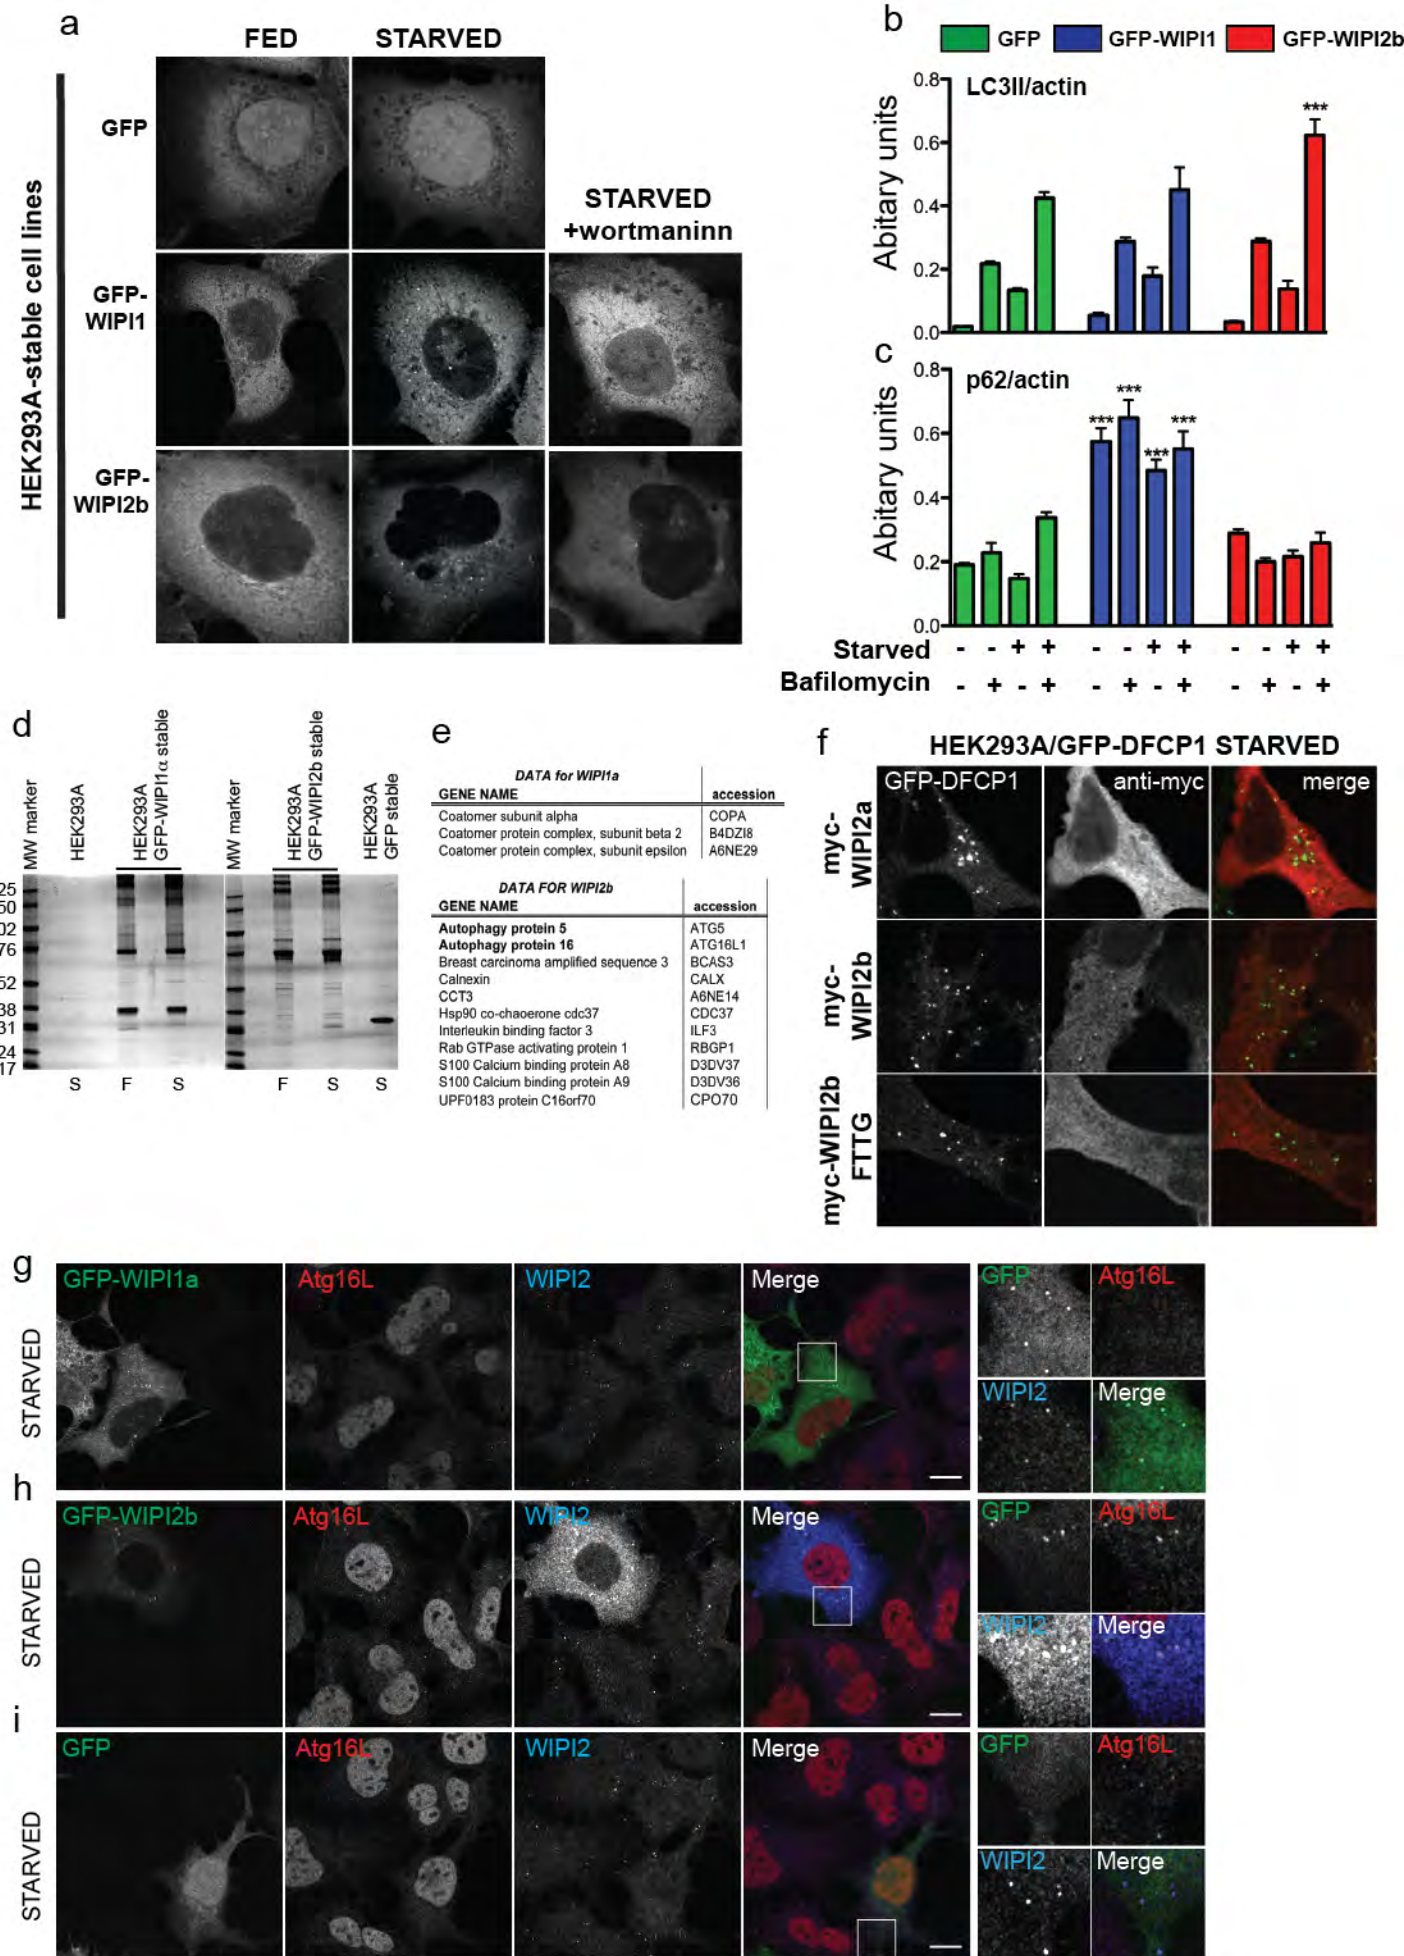 a
FED
STARVED
GFP
STARVED
+wortmaninn
GFP-
WIPI1
GFP-
WIPI2b
HEK293A-stable cell lines
b
GFP
GFP-WIPI1
GFP-WIPI2b
LC3II/actin
Abitary units
0.8
0.6
0.4
0.2
0.0
***
c
p62/actin
Abitary units
0.8
0.6
0.4
0.2
0.0
***
***
***
***
Starved - - + + - - + + - - + +
Bafilomycin - + - + - + - + - + - +
d
MW marker
HEK293A
HEK293A
GFP-WIPI1α stable
MW marker
HEK293A
GFP-WIPI2b stable
HEK293A
GFP stable
25
50
02
76
52
38
31
24
17
S F S F S S
e
DATA for WIPI1a
GENE NAME accession
Coatomer subunit alpha COPA
Coatomer protein complex, subunit beta 2 B4DZI8
Coatomer protein complex, subunit epsilon A6NE29
DATA FOR WIPI2b
GENE NAME accession
Autophagy protein 5 ATG5
Autophagy protein 16 ATG16L1
Breast carcinoma amplified sequence 3 BCAS3
Calnexin CALX
CCT3 A6NE14
Hsp90 co-chaoerone cdc37 CDC37
Interleukin binding factor 3 ILF3
Rab GTPase activating protein 1 RBGP1
S100 Calcium binding protein A8 D3DV37
S100 Calcium binding protein A9 D3DV36
UPF0183 protein C16orf70 CPO70
f
HEK293A/GFP-DFCP1 STARVED
GFP-DFCP1 anti-myc merge
myc-
WIPI2a
myc-
WIPI2b
myc-WIPI2b
FTTG
g
STARVED
GFP-WIPI1a Atg16L WIPI2 Merge
GFP Atg16L
WIPI2 Merge
h
STARVED
GFP-WIPI2b Atg16L WIPI2 Merge
GFP Atg16L
WIPI2 Merge
i
STARVED
GFP Atg16L WIPI2 Merge
GFP Atg16L
WIPI2 Merge